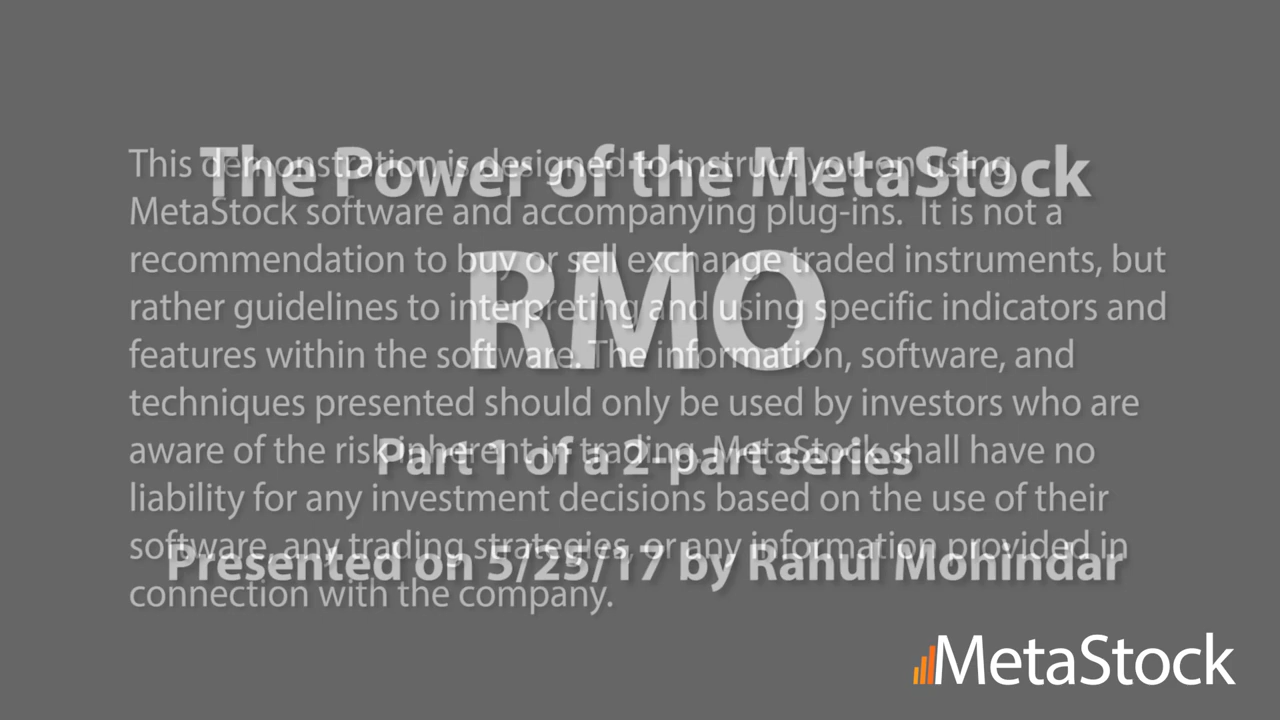 The Power of the MetaStock
RMO
Part 1 of a 2-part series
Presented on 5/25/17 by Rahul Mohindar
This demonstration is designed to instruct you on using
MetaStock software and accompanying plug-ins.  It is not a
recommendation to buy or sell exchange traded instruments, but
rather guidelines to interpreting and using specific indicators and
features within the software. The information, software, and
techniques presented should only be used by investors who are
aware of the risk inherent in trading. MetaStock shall have no
liability for any investment decisions based on the use of their
software, any trading strategies, or any information provided in
connection with the company.
MetaStock